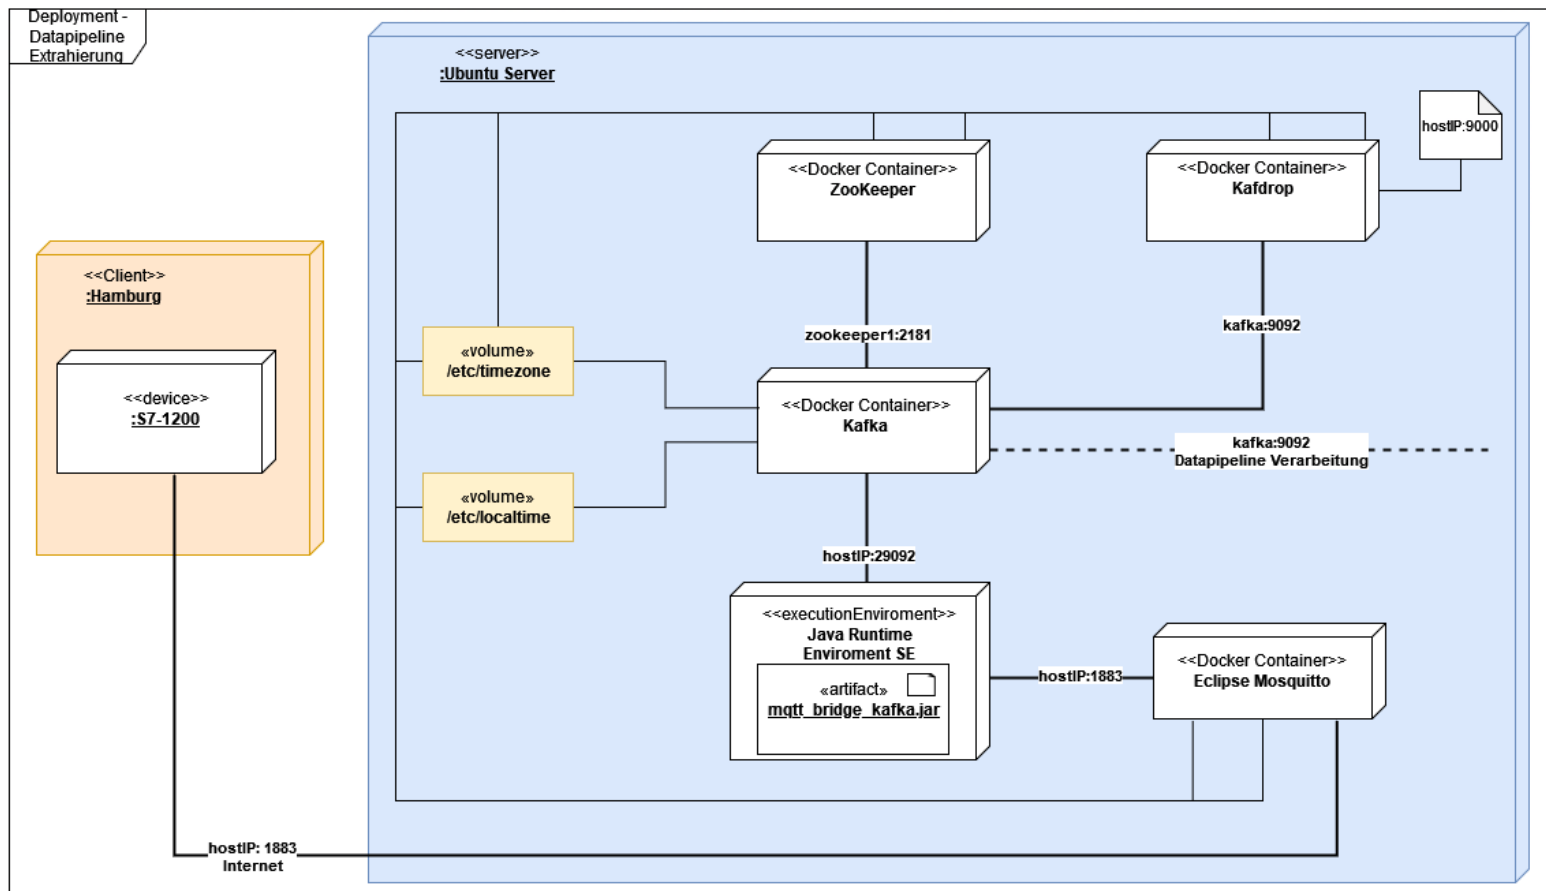 Deployment -
Datapipeline
Extrahierung
<<server>>
:Ubuntu Server
hostIP:9000
<<Docker Container>>
ZooKeeper
<<Docker Container>>
Kafdrop
<<Client>>
:Hamburg
<<device>>
:S7-1200
«volume»
/etc/timezone
zookeeper1:2181
kafka:9092
<<Docker Container>>
Kafka
kafka:9092
Datapipeline Verarbeitung
«volume»
/etc/localtime
hostIP:29092
<<executionEnviroment>>
Java Runtime
Enviroment SE
«artifact»
mqtt_bridge_kafka.jar
hostIP:1883
<<Docker Container>>
Eclipse Mosquitto
hostIP: 1883
Internet